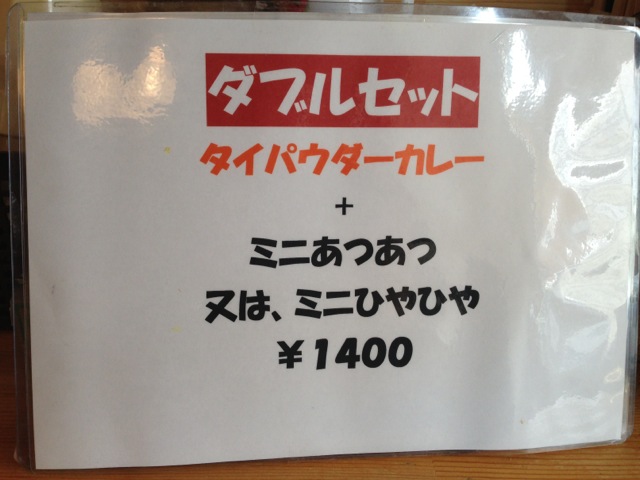 ダブルセット
タイパウダーカレー
+
ミニあつあつ
又は、ミニひやひや
¥1400